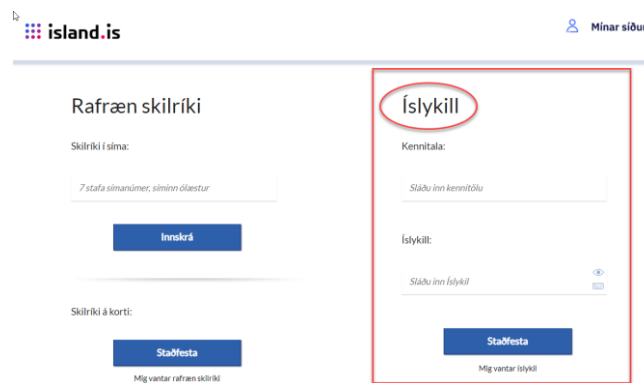 island.is
Mínar síður
Rafræn skilríki
Skilríki í síma:
7 stafa símanúmer, síminn ólæstur
Innskrá
Skilríki á korti:
Staðfesta
Mig vantar rafræn skilríki
Íslykill
Kennitala:
Sláðu inn kennitölu
Íslykill:
Sláðu inn Íslykil
Staðfesta
Mig vantar íslykil